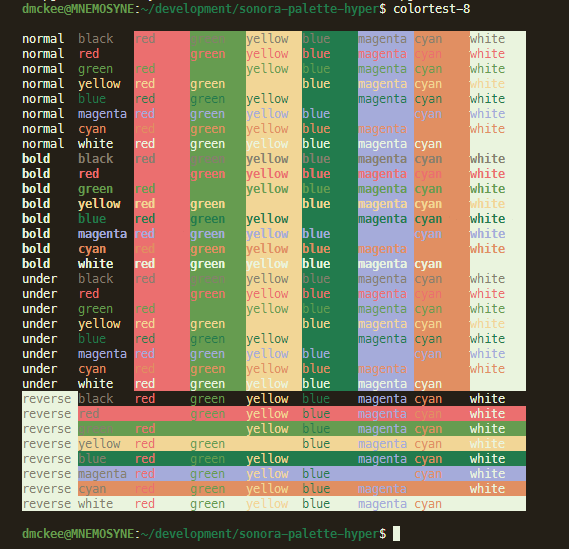 dmckee@MNEMOSYNE:~/development/sonora-palette-hyper$ colortest-8
normal black red green yellow blue magenta cyan white
normal red green yellow blue magenta cyan white
normal green red yellow blue magenta cyan white
normal yellow red green blue magenta cyan white
normal blue red green yellow magenta cyan white
normal magenta red green yellow blue cyan white
normal cyan red green yellow blue magenta white
normal white red green yellow blue magenta cyan
bold black red green yellow blue magenta cyan white
bold red green yellow blue magenta cyan white
bold green red yellow blue magenta cyan white
bold yellow red green blue magenta cyan white
bold blue red green yellow magenta cyan white
bold magenta red green yellow blue cyan white
bold cyan red green yellow blue magenta white
bold white red green yellow blue magenta cyan
under black red green yellow blue magenta cyan white
under red green yellow blue magenta cyan white
under green red yellow blue magenta cyan white
under yellow red green blue magenta cyan white
under blue red green yellow magenta cyan white
under magenta red green yellow blue cyan white
under cyan red green yellow blue magenta white
under white red green yellow blue magenta cyan
reverse black red green yellow blue magenta cyan white
reverse red green yellow blue magenta cyan white
reverse green red yellow blue magenta cyan white
reverse yellow red green blue magenta cyan white
reverse blue red green yellow magenta cyan white
reverse magenta red green yellow blue cyan white
reverse cyan red green yellow blue magenta white
reverse white red green yellow blue magenta cyan
dmckee@MNEMOSYNE:~/development/sonora-palette-hyper$